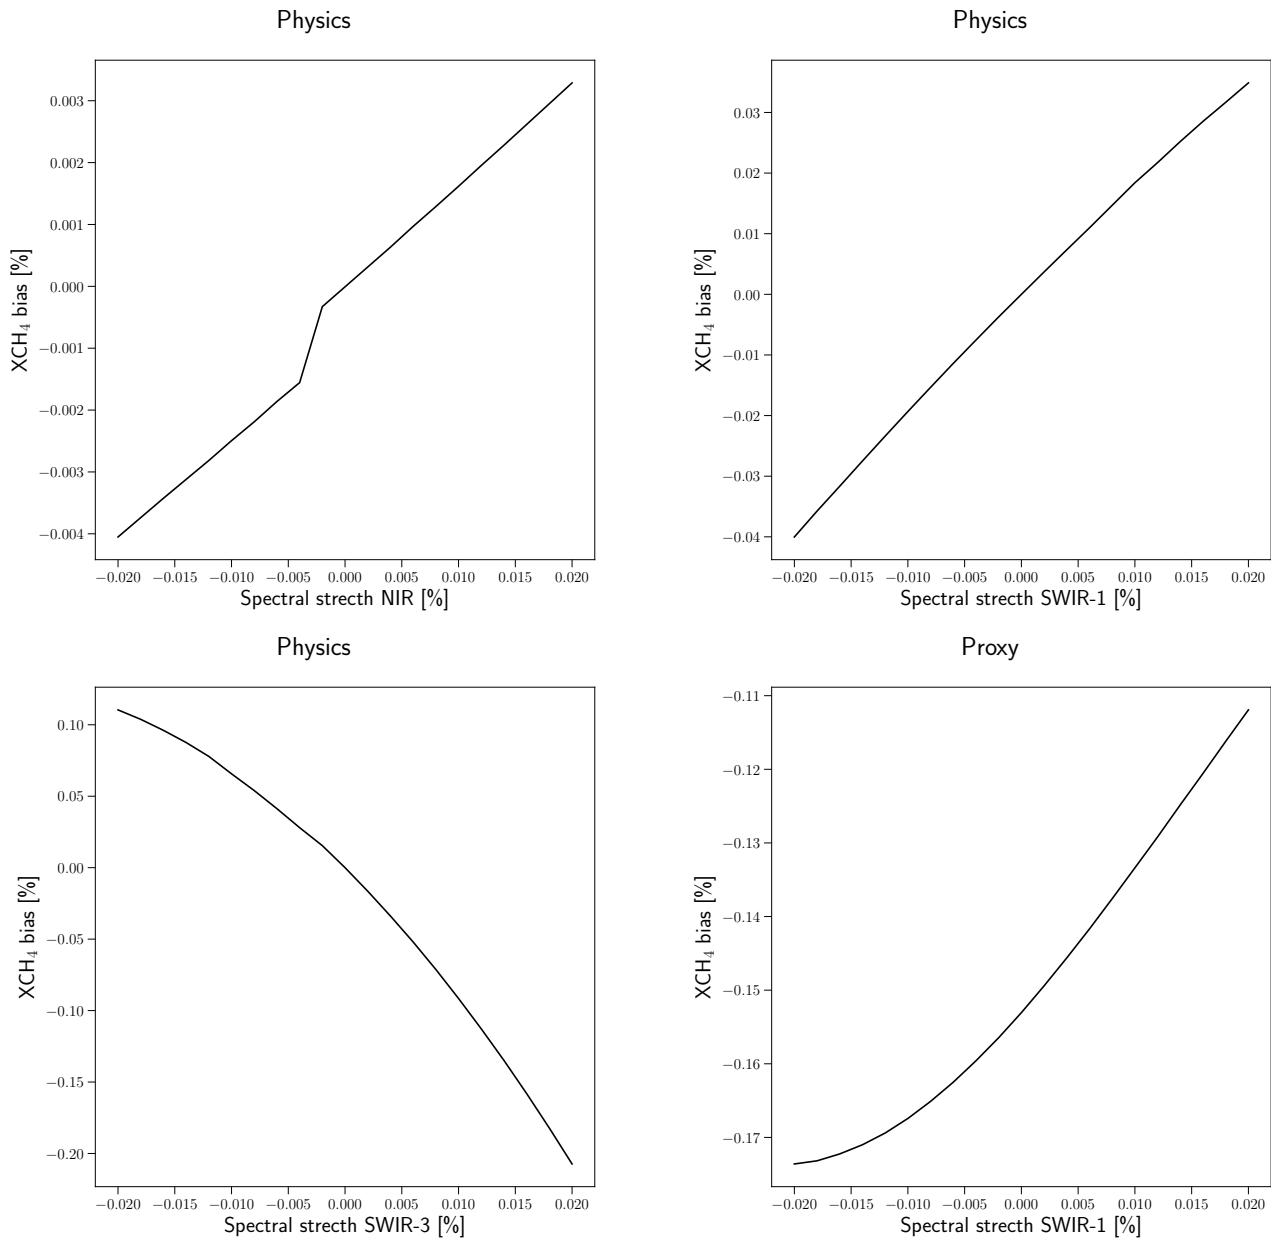 Physics
XCH₄ bias [%]
0.003
0.002
0.001
0.000
−0.001
−0.002
−0.003
−0.004
−0.020 −0.015 −0.010 −0.005 0.000 0.005 0.010 0.015 0.020
Spectral strecth NIR [%]
Physics
XCH₄ bias [%]
0.03
0.02
0.01
0.00
−0.01
−0.02
−0.03
−0.04
−0.020 −0.015 −0.010 −0.005 0.000 0.005 0.010 0.015 0.020
Spectral strecth SWIR-1 [%]
Physics
XCH₄ bias [%]
0.10
0.05
0.00
−0.05
−0.10
−0.15
−0.20
−0.020 −0.015 −0.010 −0.005 0.000 0.005 0.010 0.015 0.020
Spectral strecth SWIR-3 [%]
Proxy
XCH₄ bias [%]
−0.11
−0.12
−0.13
−0.14
−0.15
−0.16
−0.17
−0.020 −0.015 −0.010 −0.005 0.000 0.005 0.010 0.015 0.020
Spectral strecth SWIR-1 [%]